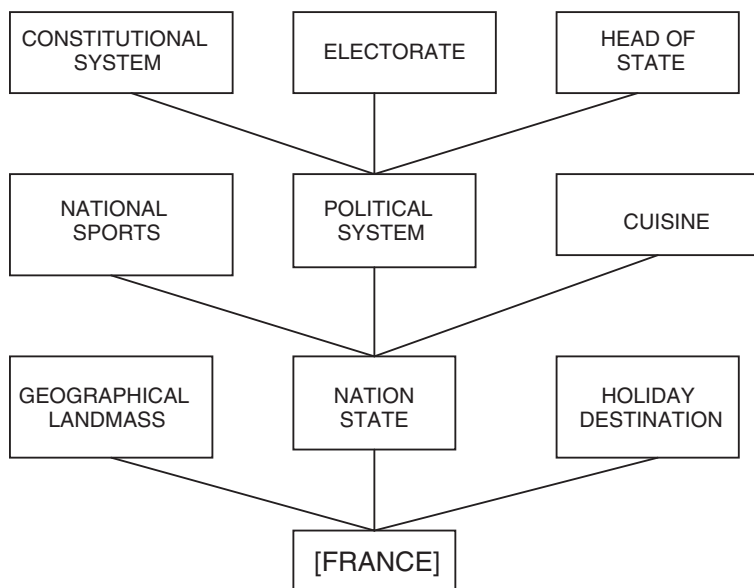 CONSTITUTIONAL
SYSTEM
ELECTORATE
HEAD OF
STATE
NATIONAL
SPORTS
POLITICAL
SYSTEM
CUISINE
GEOGRAPHICAL
LANDMASS
NATION
STATE
HOLIDAY
DESTINATION
[FRANCE]